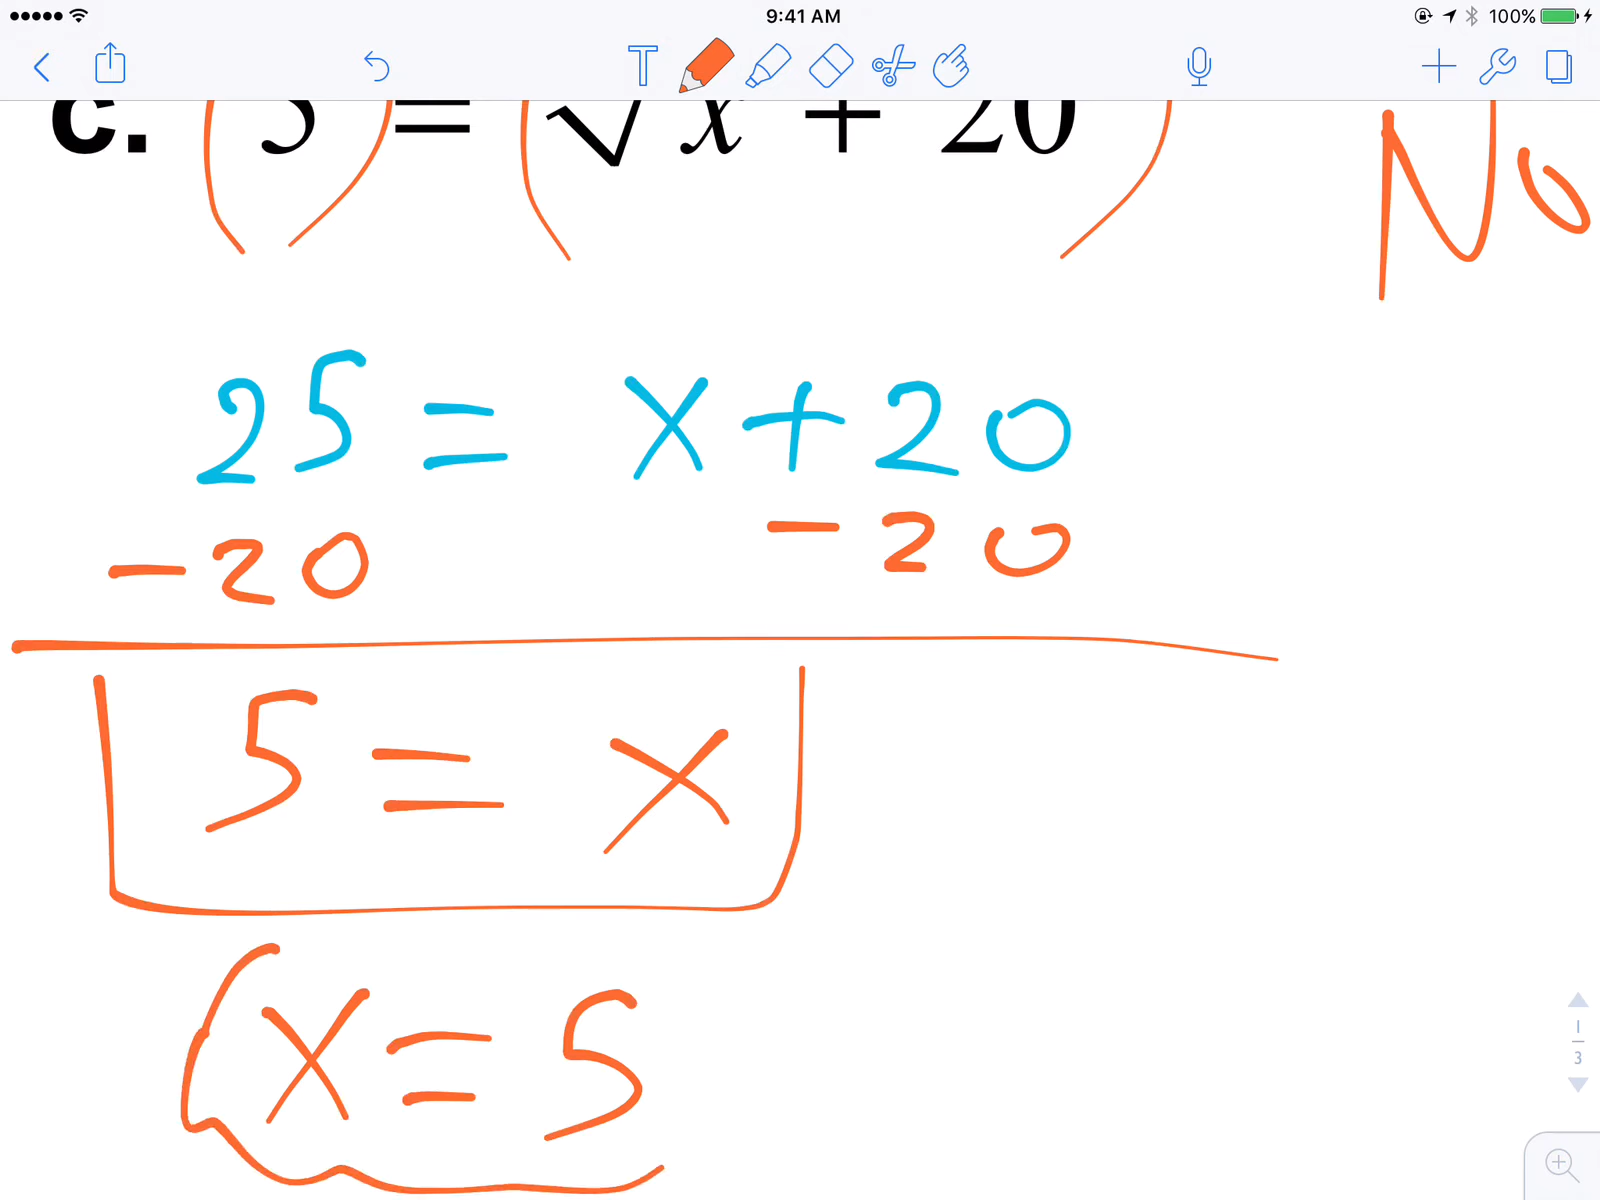 9:41 AM 100%
T
c. (5) = (√x + 20) No
25 = x + 20
-20 - 20
5 = x
x = 5
1
3